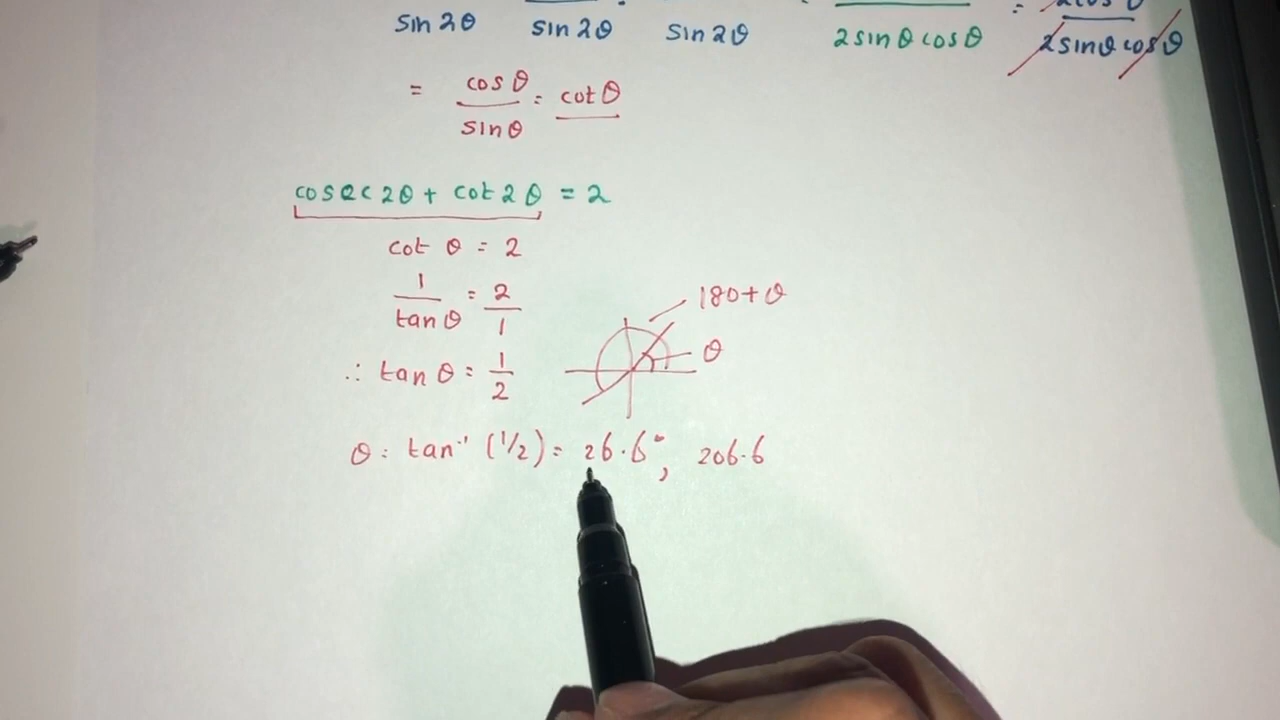 sin 2θ sin 2θ sin 2θ 2 sin θ cos θ = 2 sin θ cos θ
= cos θ / sin θ = cot θ
cosec 2θ + cot 2θ = 2
cot θ = 2
1 / tan θ = 2 / 1
180 + θ
θ
∴ tan θ = 1 / 2
θ = tan⁻¹ (1/2) = 26.6°, 206.6